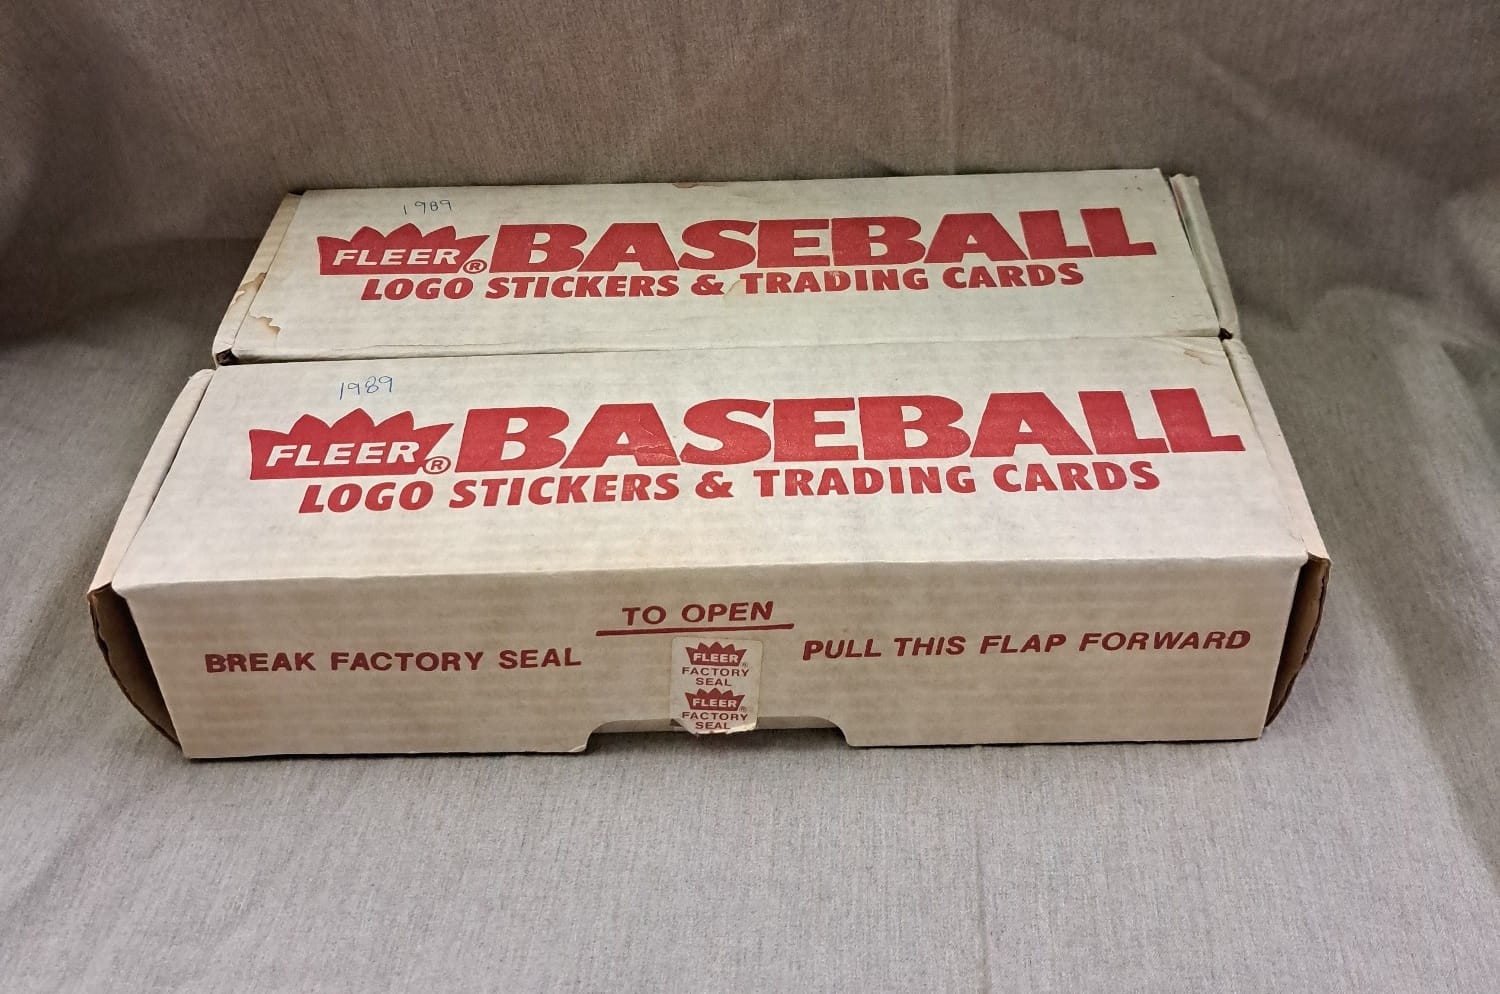 1989
FLEER® BASEBALL
LOGO STICKERS & TRADING CARDS
1989
FLEER® BASEBALL
LOGO STICKERS & TRADING CARDS
TO OPEN
BREAK FACTORY SEAL
PULL THIS FLAP FORWARD
FLEER®
FACTORY
SEAL
FLEER®
FACTORY
SEAL